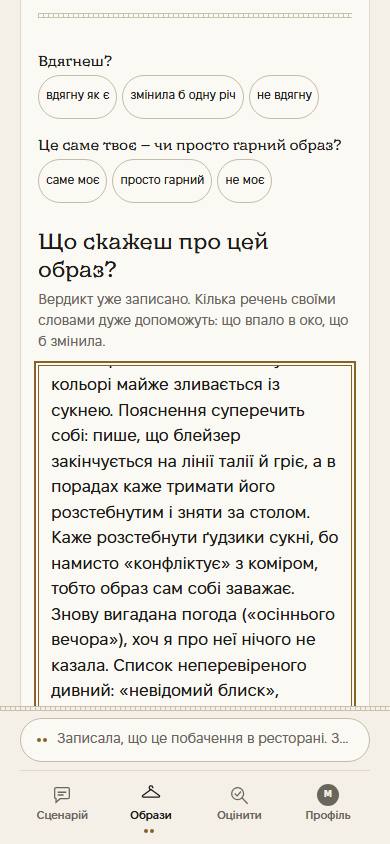 Вдягнеш?
вдягну як є
змінила б одну річ
не вдягну
Це саме твоє – чи просто гарний образ?
саме моє
просто гарний
не моє
Що скажеш про цей
образ?
Вердикт уже записано. Кілька речень своїми
словами дуже допоможуть: що впало в око, що
б змінила.
кольорі майже зливається із
сукнею. Пояснення суперечить
собі: пише, що блейзер
закінчується на лінії талії й гріє, а в
порадах каже тримати його
розстебнутим і зняти за столом.
Каже розстебнути ґудзики сукні, бо
намисто «конфліктує» з коміром,
тобто образ сам собі заважає.
Знову вигадана погода («осіннього
вечора»), хоч я про неї нічого не
казала. Список неперевіреного
дивний: «невідомий блиск»,
Записала, що це побачення в ресторані. З...
Сценарій
Образи
Оцінити
М
Профіль